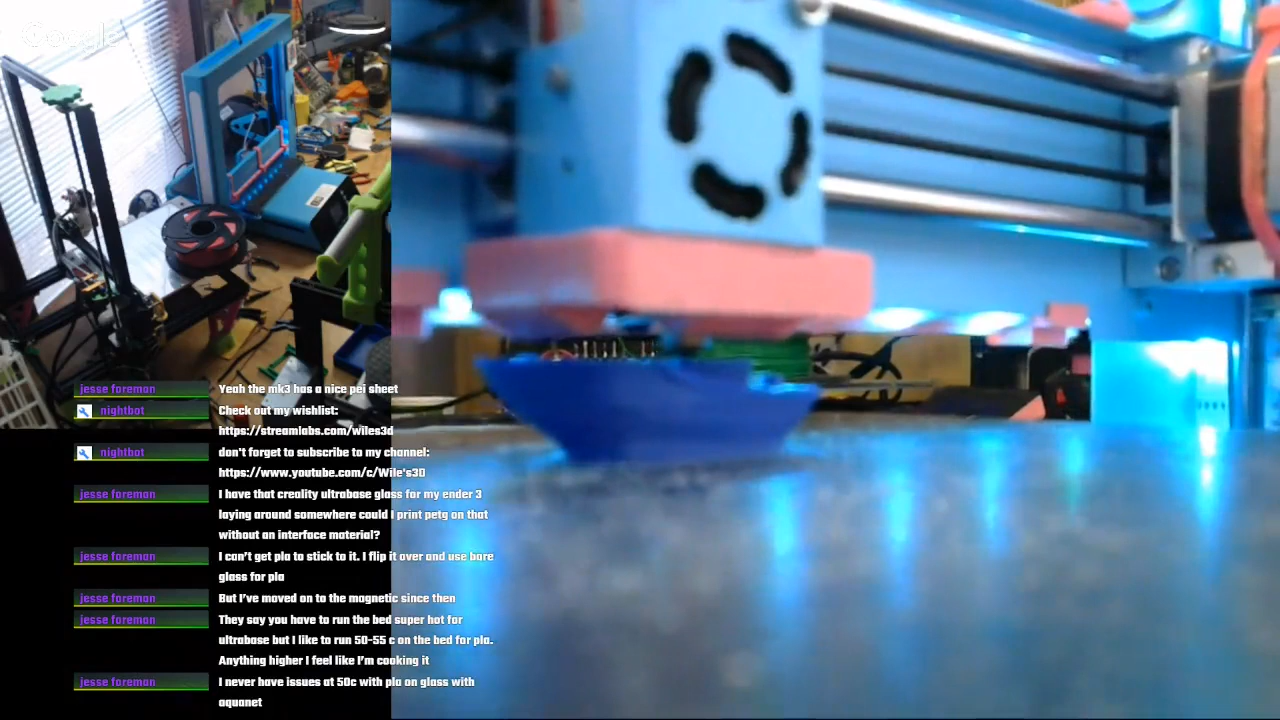 Google
jesse foreman Yeah the mk3 has a nice pei sheet
nightbot Check out my wishlist:
https://streamlabs.com/wiles3d
nightbot don't forget to subscribe to my channel:
https://www.youtube.com/c/Wile's3D
jesse foreman I have that creality ultrabase glass for my ender 3
laying around somewhere could I print petg on that
without an interface material?
jesse foreman I can't get pla to stick to it. I flip it over and use bare
glass for pla
jesse foreman But I've moved on to the magnetic since then
jesse foreman They say you have to run the bed super hot for
ultrabase but I like to run 50-55 c on the bed for pla.
Anything higher I feel like I'm cooking it
jesse foreman I never have issues at 50c with pla on glass with
aquanet